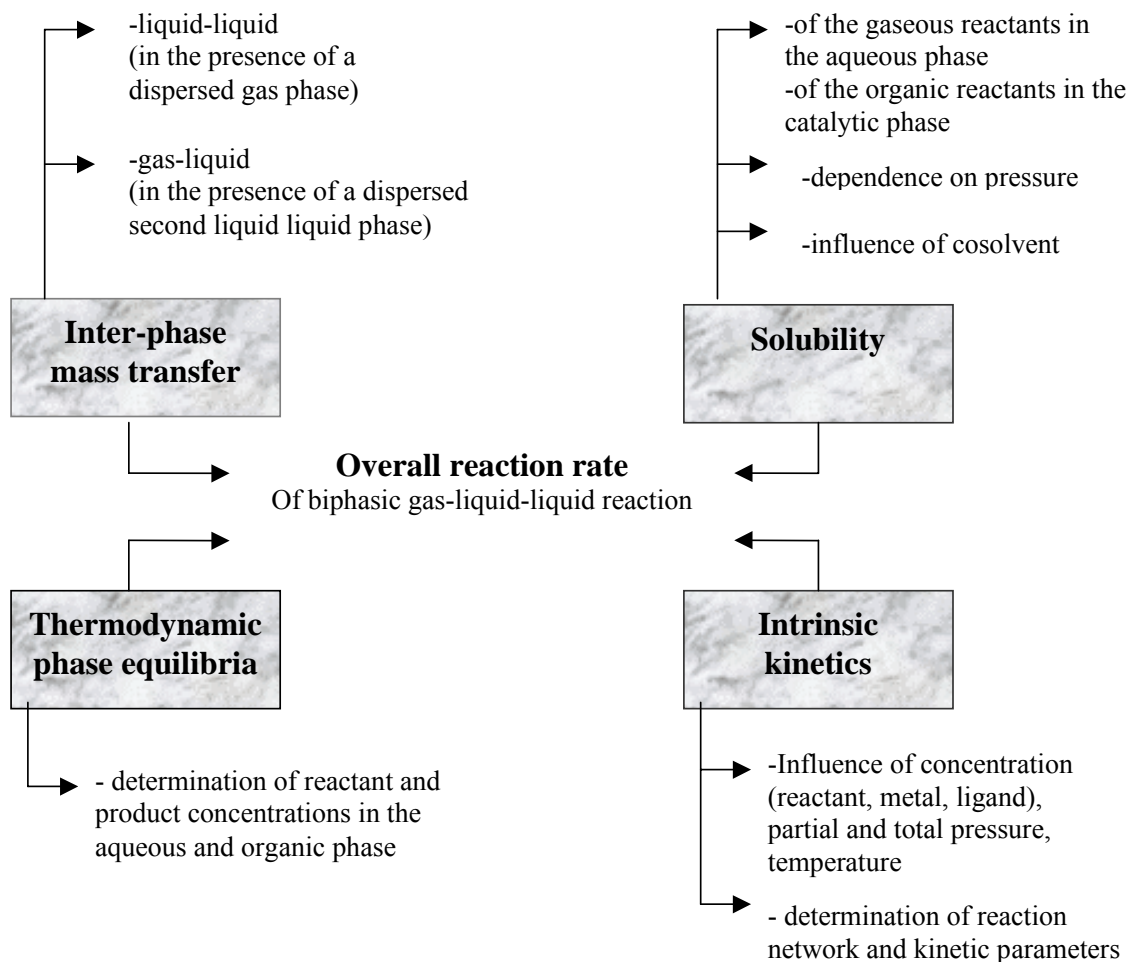 -liquid-liquid
(in the presence of a
dispersed gas phase)
-gas-liquid
(in the presence of a dispersed
second liquid liquid phase)
-of the gaseous reactants in
the aqueous phase
-of the organic reactants in the
catalytic phase
-dependence on pressure
-influence of cosolvent
Inter-phase
mass transfer
Solubility
Overall reaction rate
Of biphasic gas-liquid-liquid reaction
Thermodynamic
phase equilibria
Intrinsic
kinetics
- determination of reactant and
product concentrations in the
aqueous and organic phase
-Influence of concentration
(reactant, metal, ligand),
partial and total pressure,
temperature
- determination of reaction
network and kinetic parameters